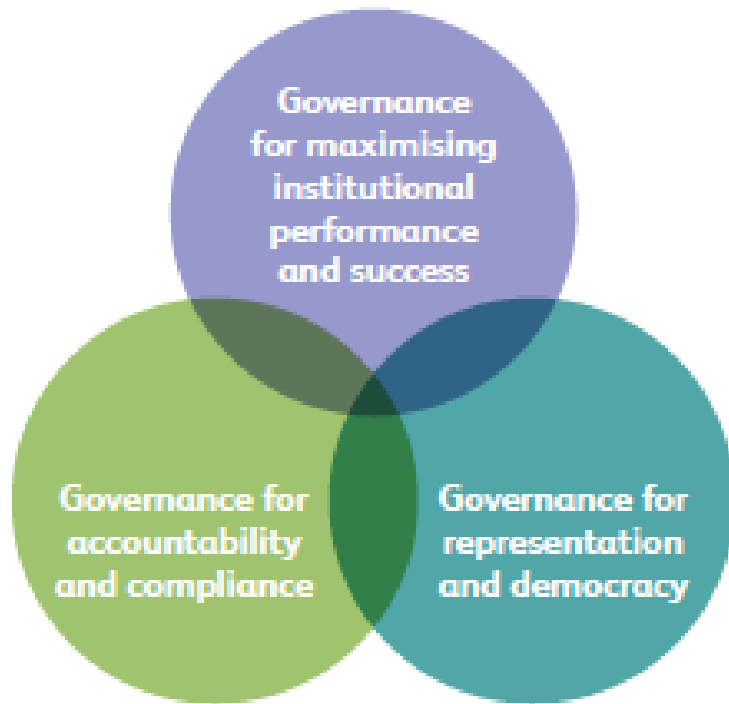 Governance
for maximising
institutional
performance
and success
Governance for
accountability
and compliance
Governance for
representation
and democracy